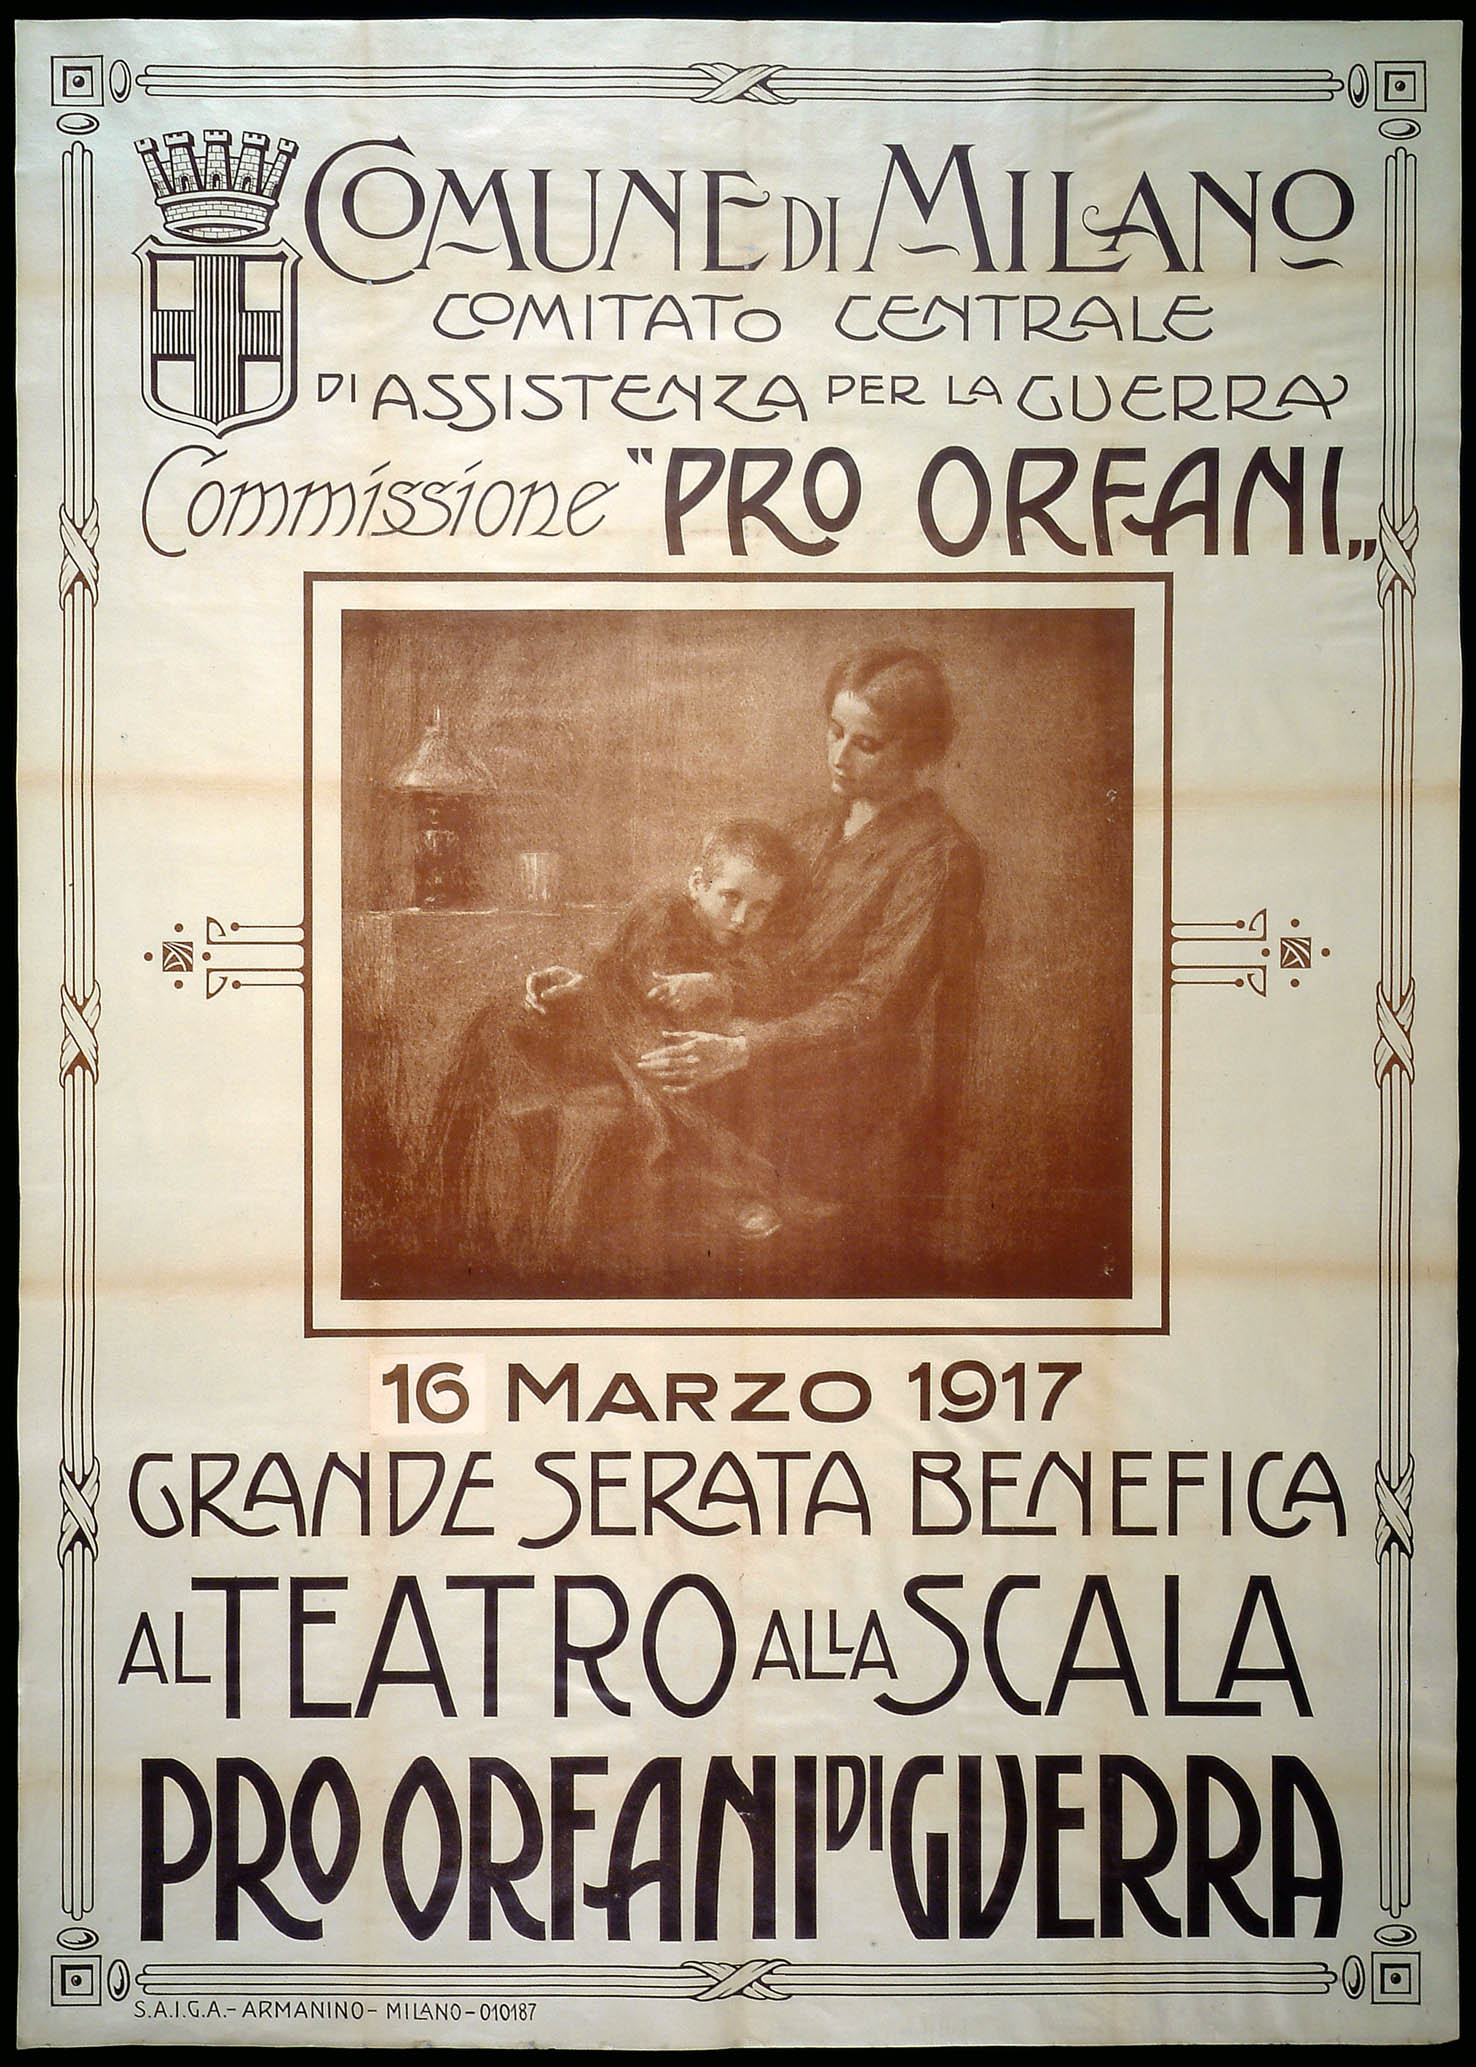 COMUNE DI MILANO
COMITATO CENTRALE
DI ASSISTENZA PER LA GUERRA
Commissione "PRO ORFANI„
16 MARZO 1917
GRANDE SERATA BENEFICA
AL TEATRO ALLA SCALA
PRO ORFANI DI GUERRA
S.A.I.G.A.- ARMANINO- MILANO-010187